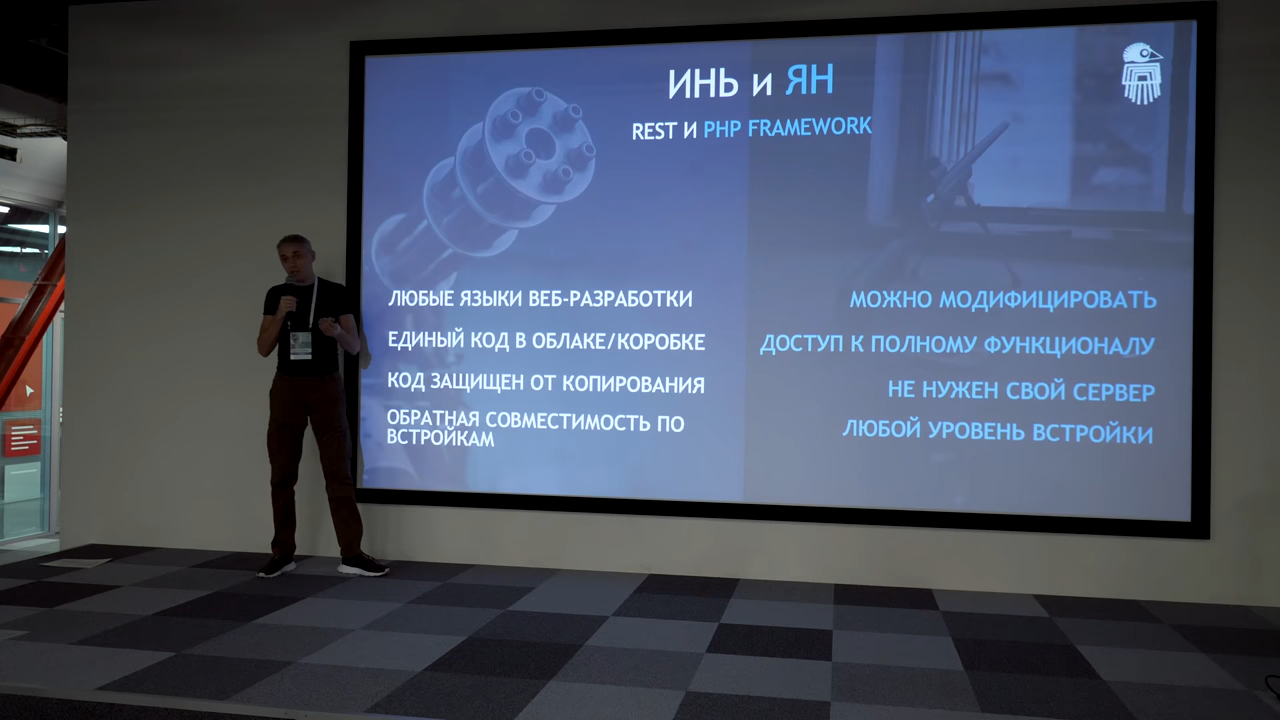 ИНЬ и ЯН
REST И PHP FRAMEWORK
ЛЮБЫЕ ЯЗЫКИ ВЕБ-РАЗРАБОТКИ
ЕДИНЫЙ КОД В ОБЛАКЕ/КОРОБКЕ
КОД ЗАЩИЩЕН ОТ КОПИРОВАНИЯ
ОБРАТНАЯ СОВМЕСТИМОСТЬ ПО
ВСТРОЙКАМ
МОЖНО МОДИФИЦИРОВАТЬ
ДОСТУП К ПОЛНОМУ ФУНКЦИОНАЛУ
НЕ НУЖЕН СВОЙ СЕРВЕР
ЛЮБОЙ УРОВЕНЬ ВСТРОЙКИ